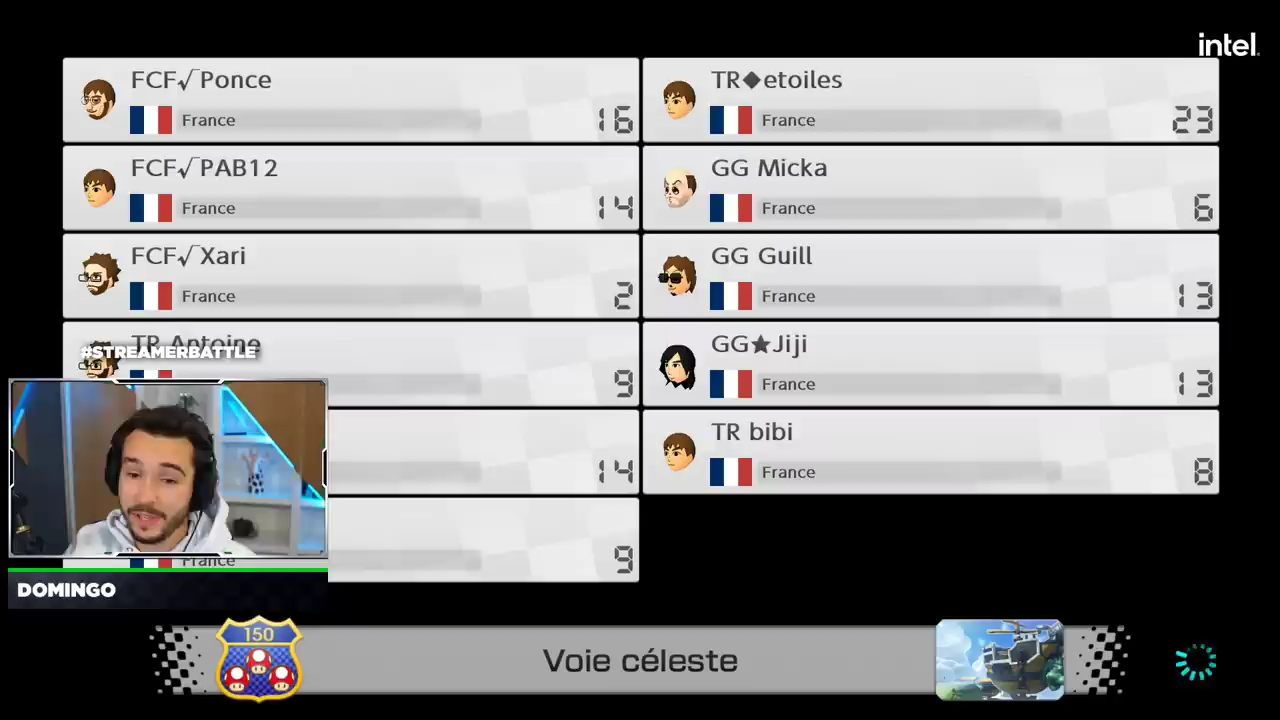 intel.
FCF√Ponce
France
16
FCF√PAB12
France
14
FCF√Xari
France
2
TR Antoine
#STREAMERBATTLE
9
14
France
9
DOMINGO
TR◆etoiles
France
23
GG Micka
France
6
GG Guill
France
13
GG★Jiji
France
13
TR bibi
France
8
150
Voie céleste